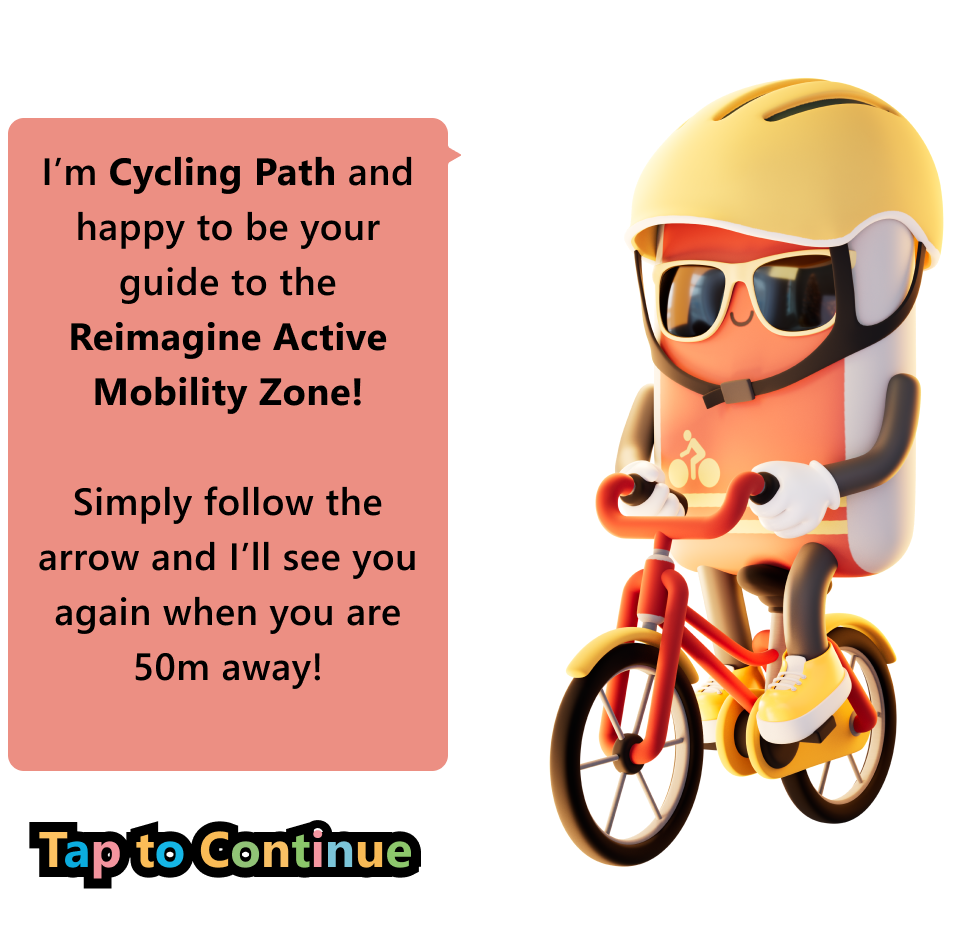 I’m Cycling Path and
happy to be your
guide to the
Reimagine Active
Mobility Zone!
Simply follow the
arrow and I’ll see you
again when you are
50m away!
Tap to Continue